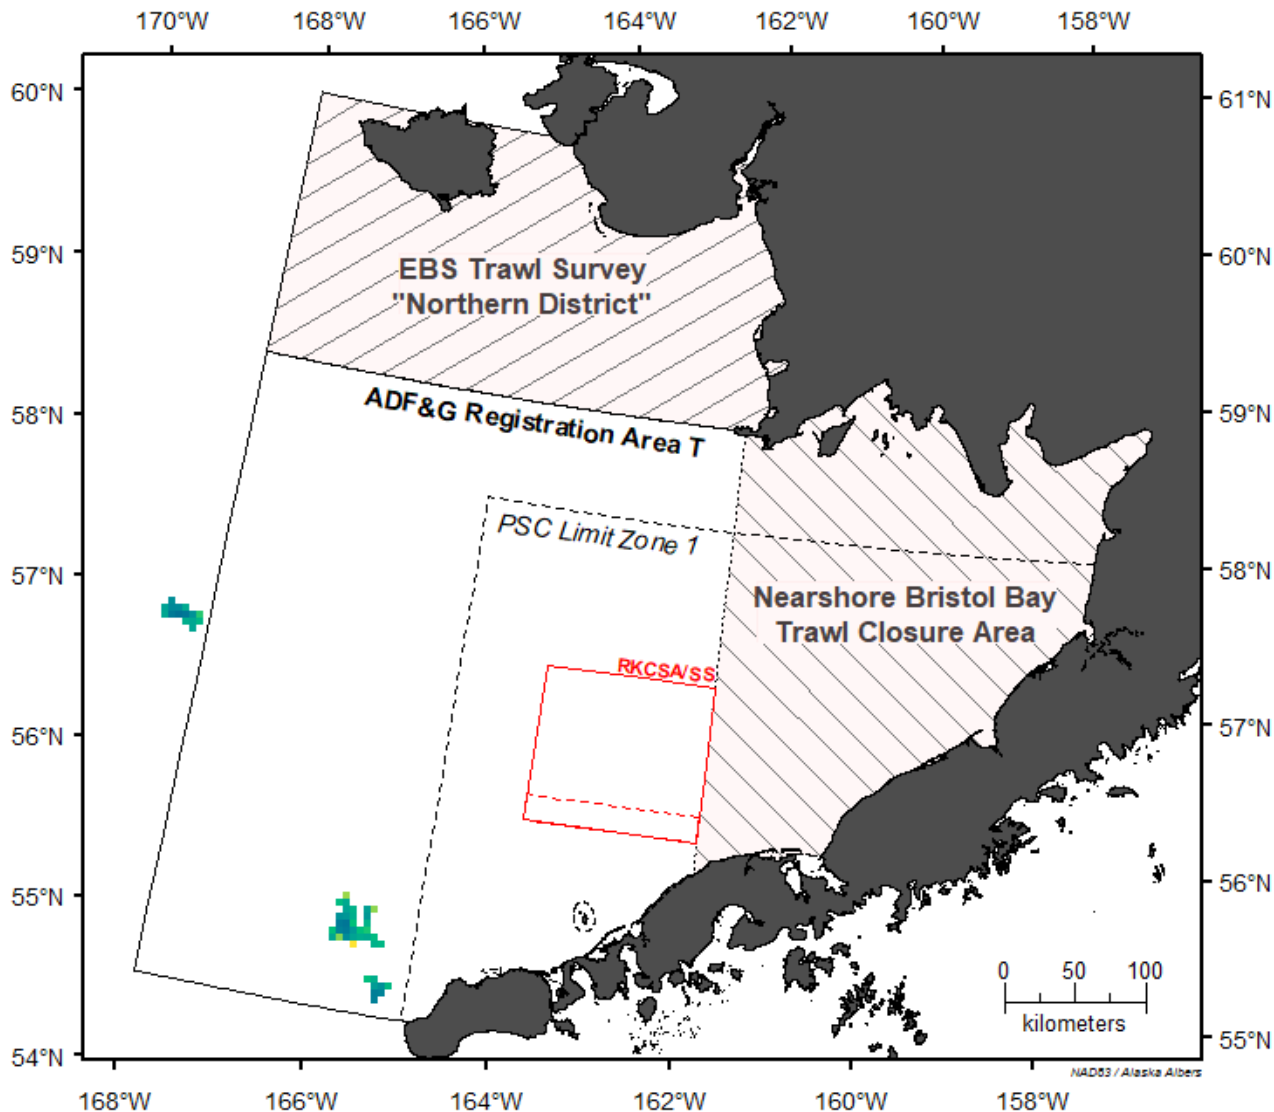 170°W 168°W 166°W 164°W 162°W 160°W 158°W
60°N
61°N
59°N
60°N
EBS Trawl Survey
"Northern District"
58°N
59°N
ADF&G Registration Area T
PSC Limit Zone 1
57°N
58°N
Nearshore Bristol Bay
Trawl Closure Area
RKCSA/SS
56°N
57°N
55°N
56°N
0 50 100
kilometers
54°N
55°N
NAD83 / Alaska Albers
168°W 166°W 164°W 162°W 160°W 158°W